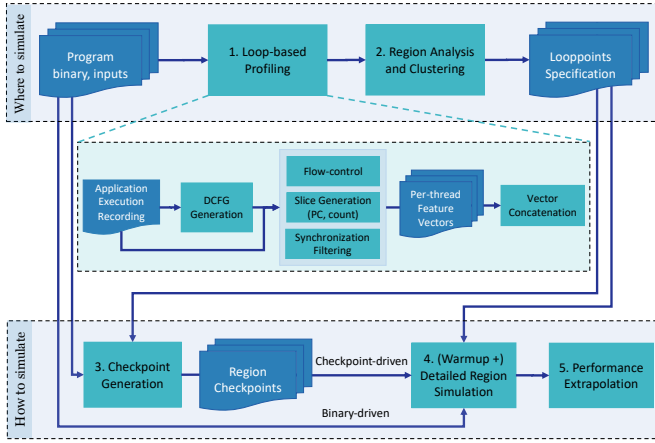 Where to simulate
Program
binary, inputs
1. Loop-based
Profiling
2. Region Analysis
and Clustering
Looppoints
Specification
Application
Execution
Recording
DCFG
Generation
Flow-control
Slice Generation
(PC, count)
Synchronization
Filtering
Per-thread
Feature
Vectors
Vector
Concatenation
How to simulate
3. Checkpoint
Generation
Region
Checkpoints
Checkpoint-driven
Binary-driven
4. (Warmup +)
Detailed Region
Simulation
5. Performance
Extrapolation